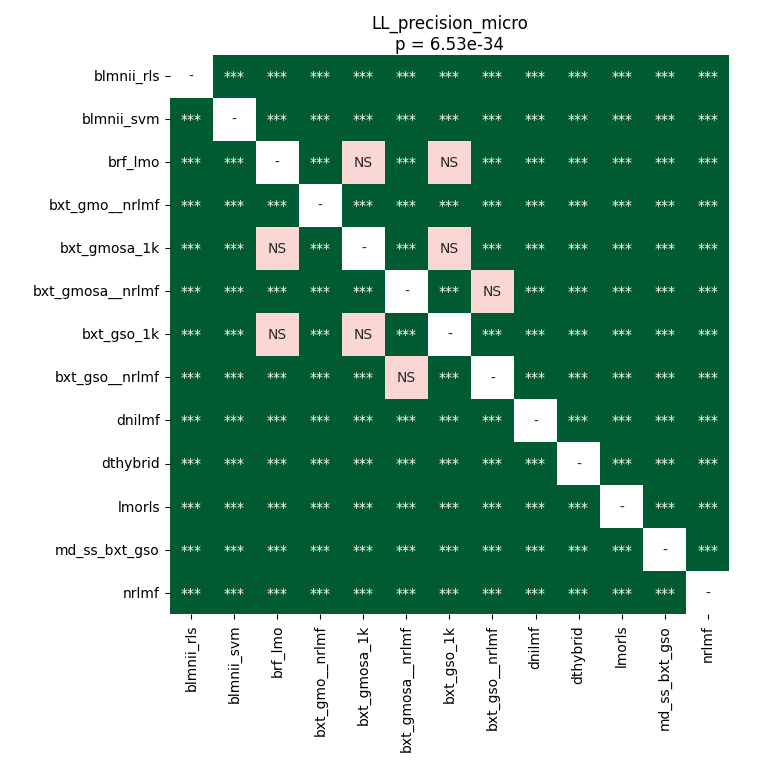 LL_precision_micro
p = 6.53e-34
blmnii_rls - *** *** *** *** *** *** *** *** *** *** *** ***
blmnii_svm *** - *** *** *** *** *** *** *** *** *** *** ***
brf_lmo *** *** - *** NS *** NS *** *** *** *** *** ***
bxt_gmo__nrlmf *** *** *** - *** *** *** *** *** *** *** *** ***
bxt_gmosa_1k *** *** NS *** - *** NS *** *** *** *** *** ***
bxt_gmosa__nrlmf *** *** *** *** *** - *** NS *** *** *** *** ***
bxt_gso_1k *** *** NS *** NS *** - *** *** *** *** *** ***
bxt_gso__nrlmf *** *** *** *** *** NS *** - *** *** *** *** ***
dnilmf *** *** *** *** *** *** *** *** - *** *** *** ***
dthybrid *** *** *** *** *** *** *** *** *** - *** *** ***
lmorls *** *** *** *** *** *** *** *** *** *** - *** ***
md_ss_bxt_gso *** *** *** *** *** *** *** *** *** *** *** - ***
nrlmf *** *** *** *** *** *** *** *** *** *** *** *** -
blmnii_rls
blmnii_svm
brf_lmo
bxt_gmo__nrlmf
bxt_gmosa_1k
bxt_gmosa__nrlmf
bxt_gso_1k
bxt_gso__nrlmf
dnilmf
dthybrid
lmorls
md_ss_bxt_gso
nrlmf